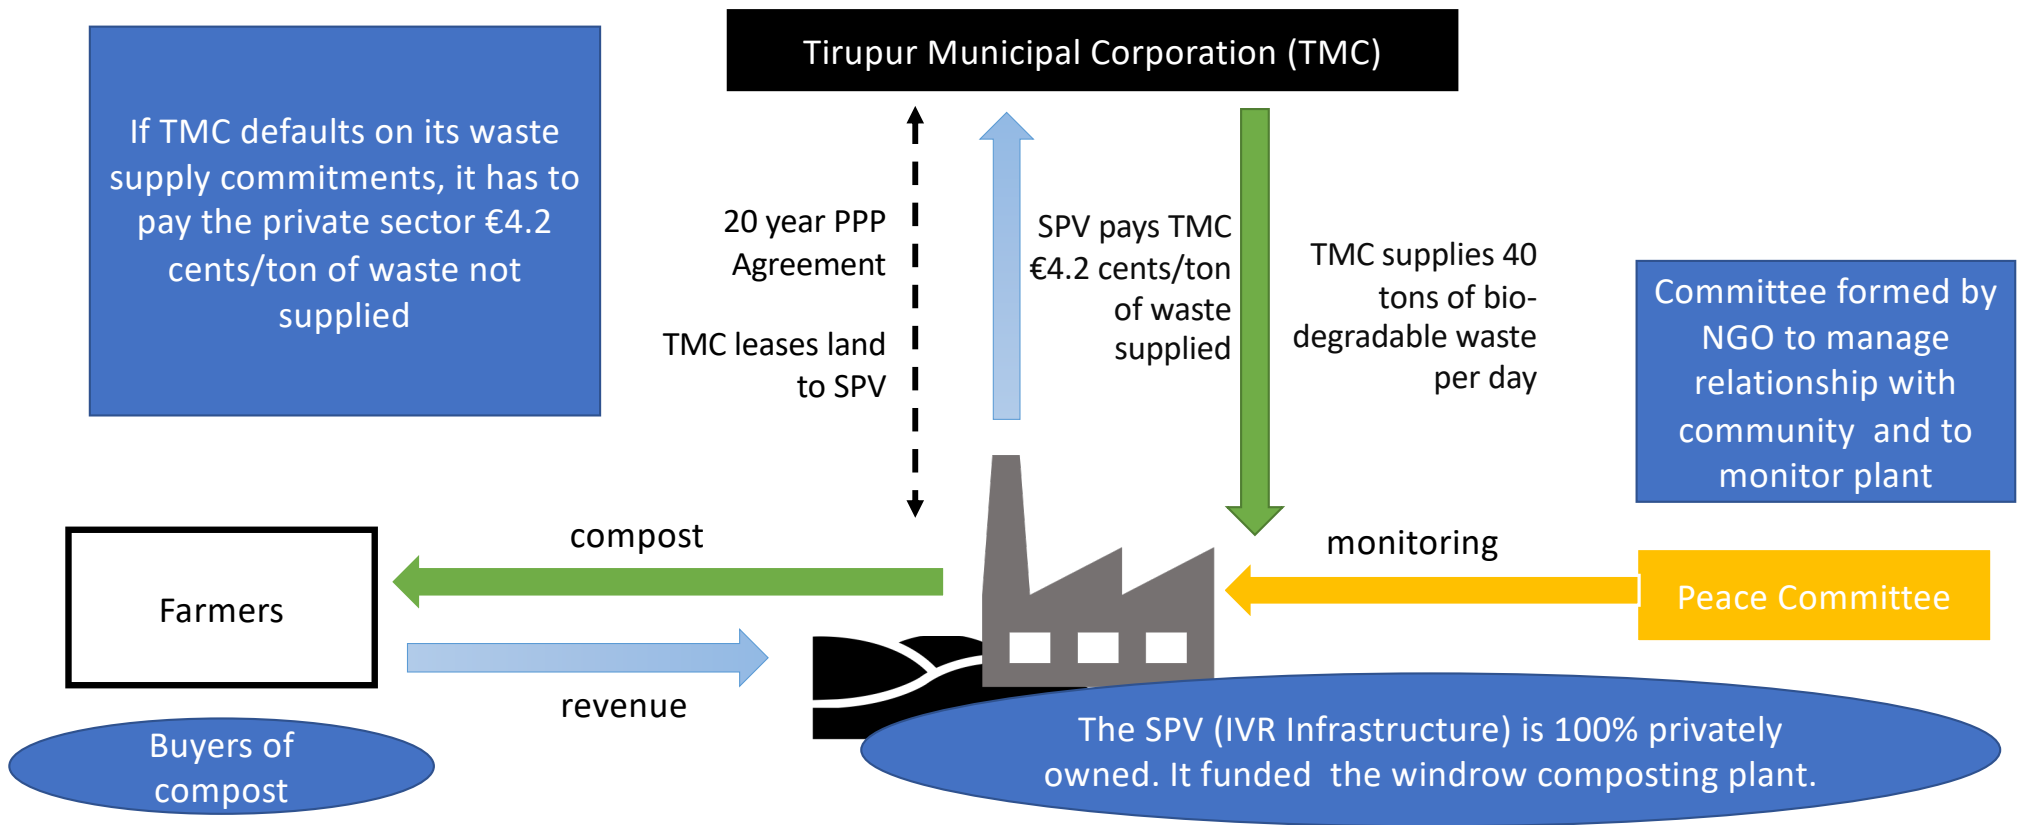 Tirupur Municipal Corporation (TMC)
If TMC defaults on its waste
supply commitments, it has to
pay the private sector €4.2
cents/ton of waste not
supplied
20 year PPP
Agreement
TMC leases land
to SPV
SPV pays TMC
€4.2 cents/ton
of waste
supplied
TMC supplies 40
tons of bio-
degradable waste
per day
Committee formed by
NGO to manage
relationship with
community and to
monitor plant
compost
monitoring
Farmers
Peace Committee
revenue
Buyers of
compost
The SPV (IVR Infrastructure) is 100% privately
owned. It funded the windrow composting plant.